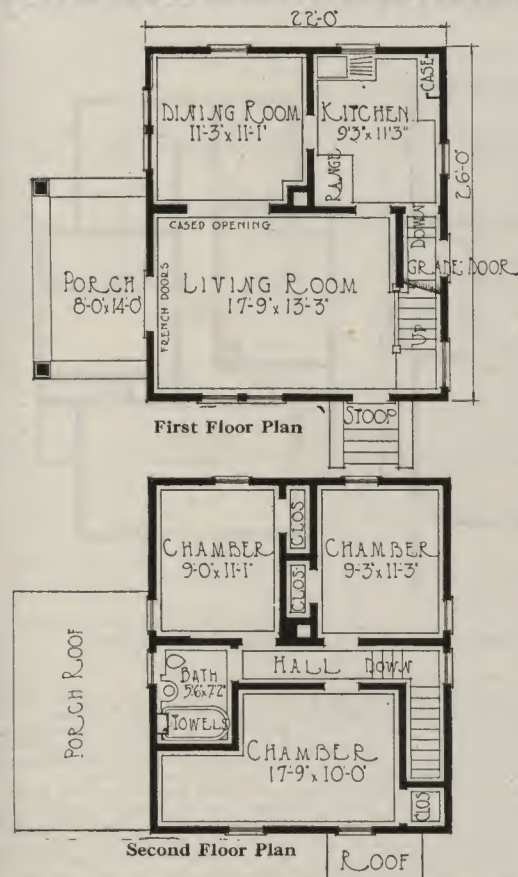 22'-0"
DINING ROOM
11'-3" x 11'-1"
KITCHEN
9'3" x 11'3"
CASE
RANGE
26'-0"
DOWN
GRADE DOOR
CASED OPENING
PORCH
8'-0" x 14'-0"
FRENCH DOORS
LIVING ROOM
17'-9" x 13'-3"
UP
STOOP
First Floor Plan
CHAMBER
9'-0" x 11'-1"
CLOS
CLOS
CHAMBER
9'-3" x 11'-3"
PORCH ROOF
BATH
5'6" x 7'2"
TOWELS
HALL
DOWN
CHAMBER
17'-9" x 10'-0"
CLOS
Second Floor Plan
ROOF